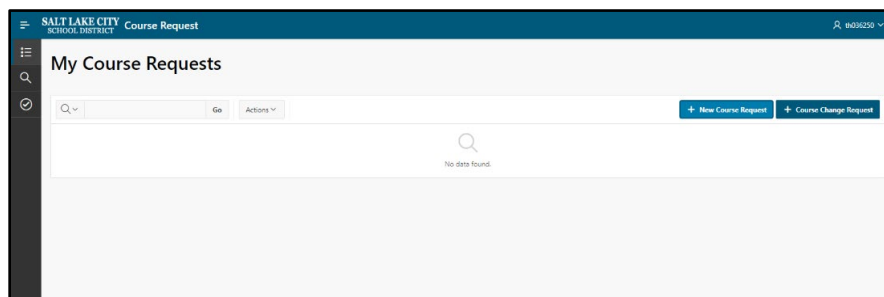 SALT LAKE CITY
SCHOOL DISTRICT
Course Request
th036250
My Course Requests
Go
Actions
+ New Course Request
+ Course Change Request
No data found.